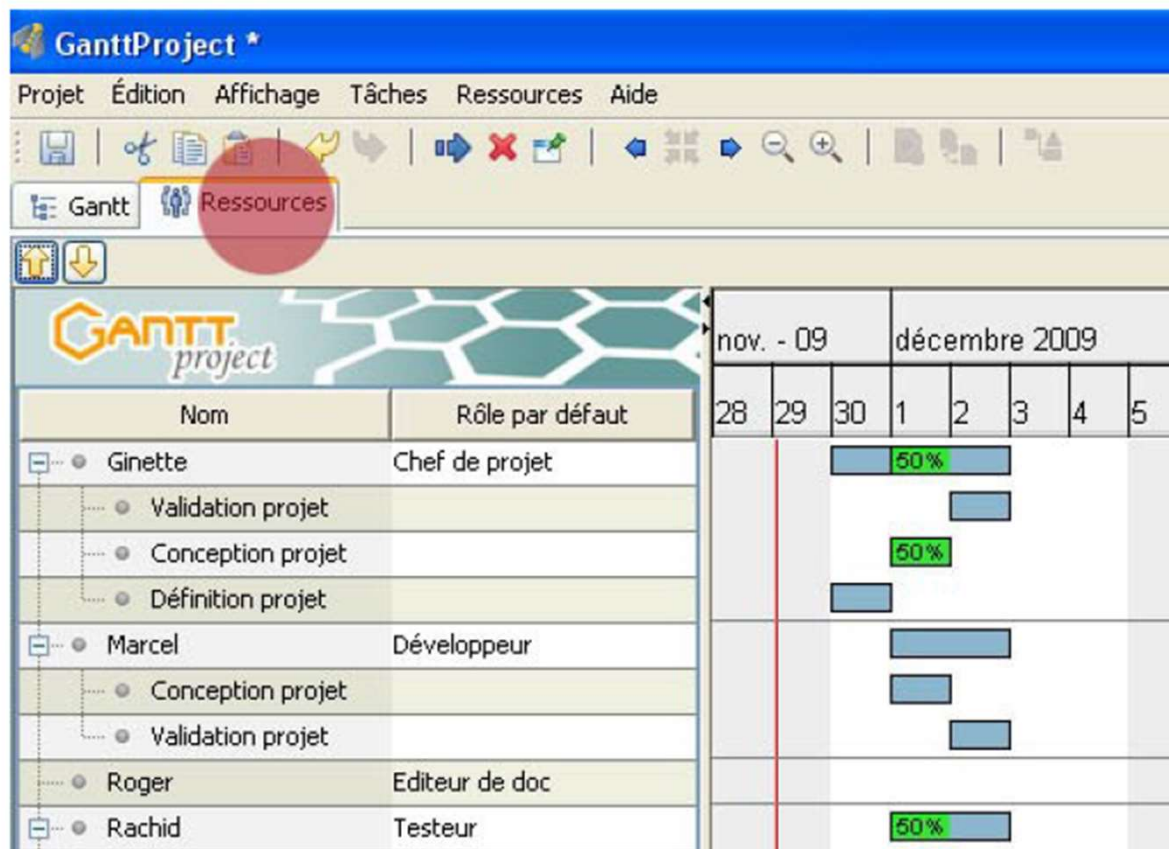 GanttProject *
Projet Édition Affichage Tâches Ressources Aide
Gantt Ressources
GANTT project
nov. - 09 décembre 2009
Nom Rôle par défaut 28 29 30 1 2 3 4 5
Ginette Chef de projet 50%
Validation projet
Conception projet 50%
Définition projet
Marcel Développeur
Conception projet
Validation projet
Roger Editeur de doc
Rachid Testeur 50%